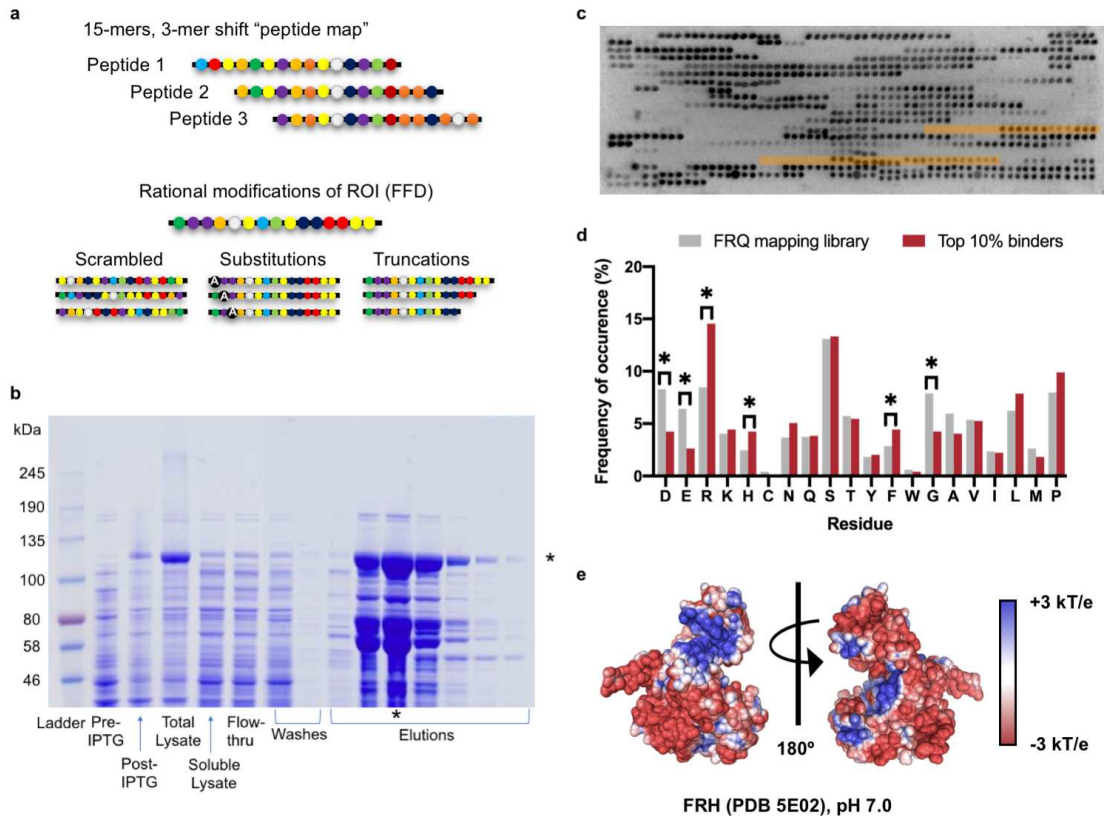 a
15-mers, 3-mer shift “peptide map”
Peptide 1
Peptide 2
Peptide 3
Rational modifications of ROI (FFD)
Scrambled Substitutions Truncations
A
A
A
b
kDa
245
190
135
100
80
58
46
*
Ladder Pre-IPTG Post-IPTG Total Lysate Soluble Lysate Flow-thru Washes * Elutions
c
d
FRQ mapping library Top 10% binders
Frequency of occurence (%)
20
15
10
5
0
* * * * * *
D E R K H C N Q S T Y F W G A V I L M P
Residue
e
180º
+3 kT/e
-3 kT/e
FRH (PDB 5E02), pH 7.0